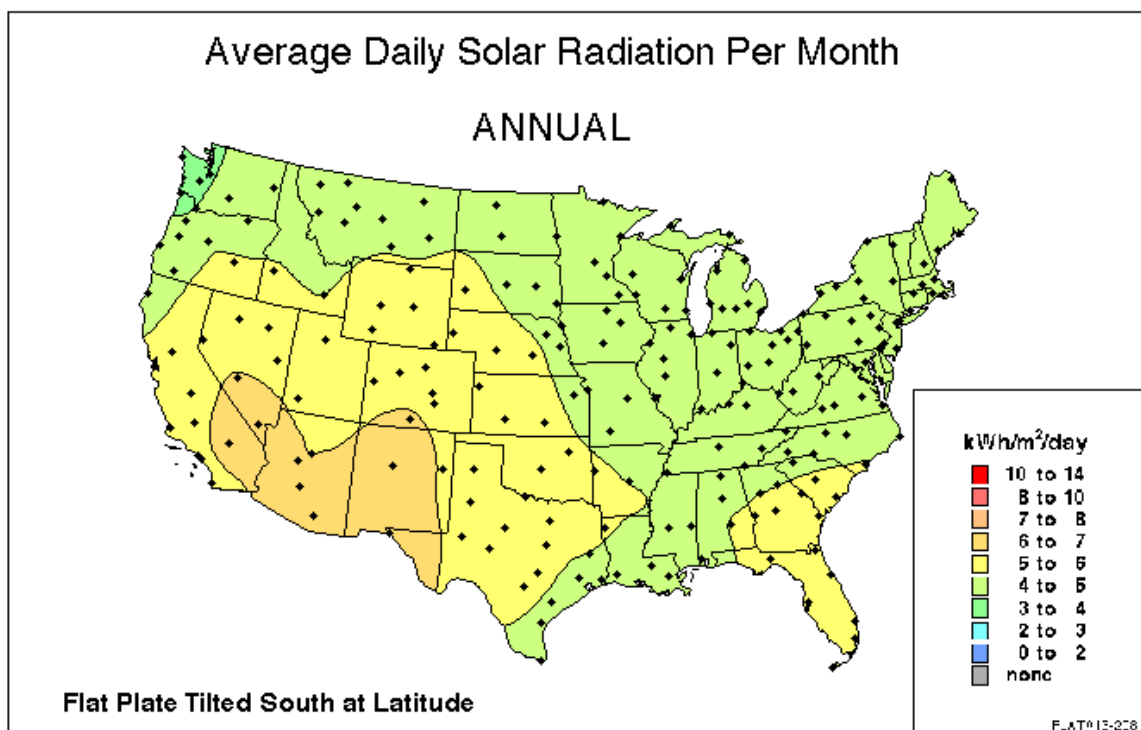 Average Daily Solar Radiation Per Month
ANNUAL
kWh/m²/day
10 to 14
8 to 10
7 to 8
6 to 7
5 to 6
4 to 5
3 to 4
2 to 3
0 to 2
none
Flat Plate Tilted South at Latitude